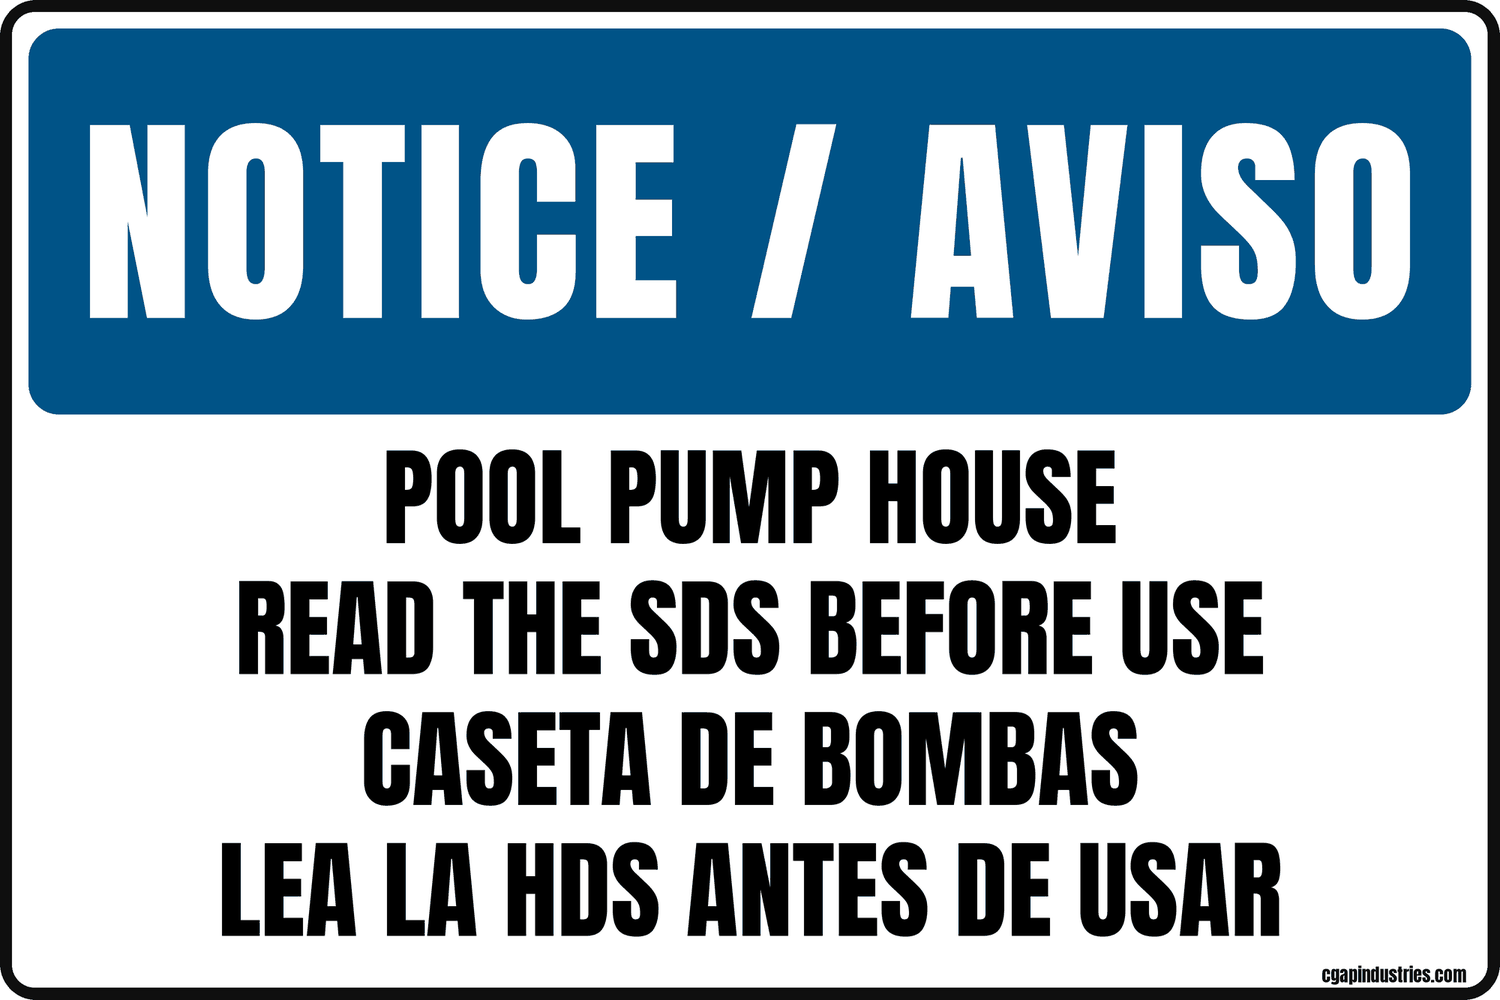 NOTICE / AVISO
POOL PUMP HOUSE
READ THE SDS BEFORE USE
CASETA DE BOMBAS
LEA LA HDS ANTES DE USAR
cgapindustries.com